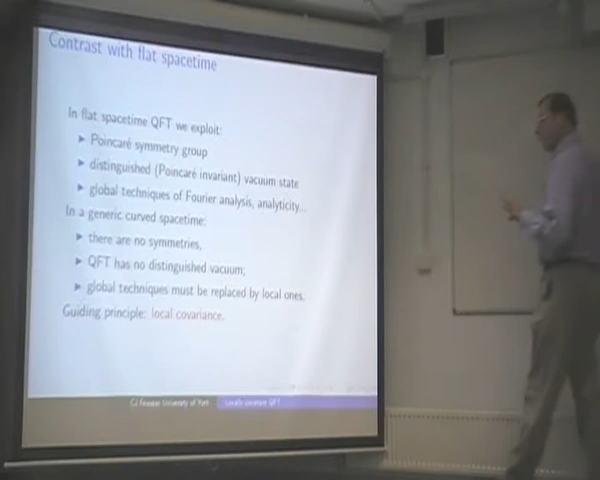 Contrast with flat spacetime
In flat spacetime QFT we exploit:
▶ Poincaré symmetry group
▶ distinguished (Poincaré invariant) vacuum state
▶ global techniques of Fourier analysis, analyticity...
In a generic curved spacetime:
▶ there are no symmetries,
▶ QFT has no distinguished vacuum;
▶ global techniques must be replaced by local ones.
Guiding principle: local covariance.
CJ Fewster University of York
Locally covariant QFT